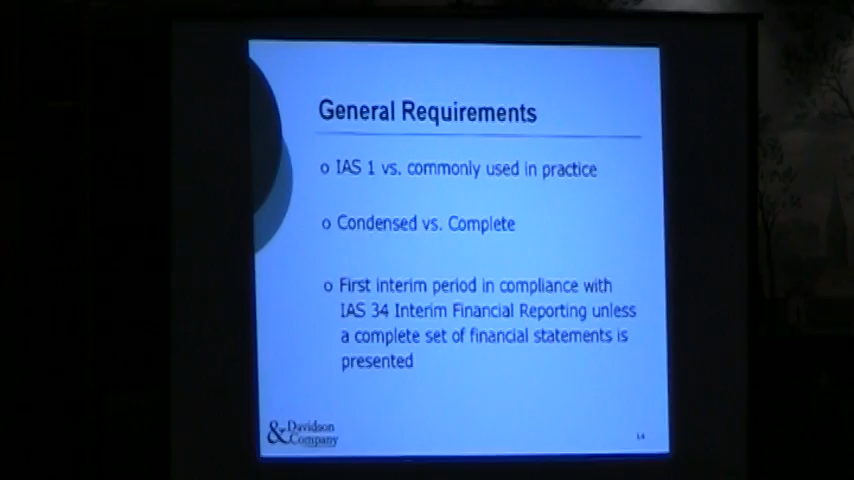 General Requirements
o IAS 1 vs. commonly used in practice
o Condensed vs. Complete
o First interim period in compliance with
IAS 34 Interim Financial Reporting unless
a complete set of financial statements is
presented
& Davidson
Company
14